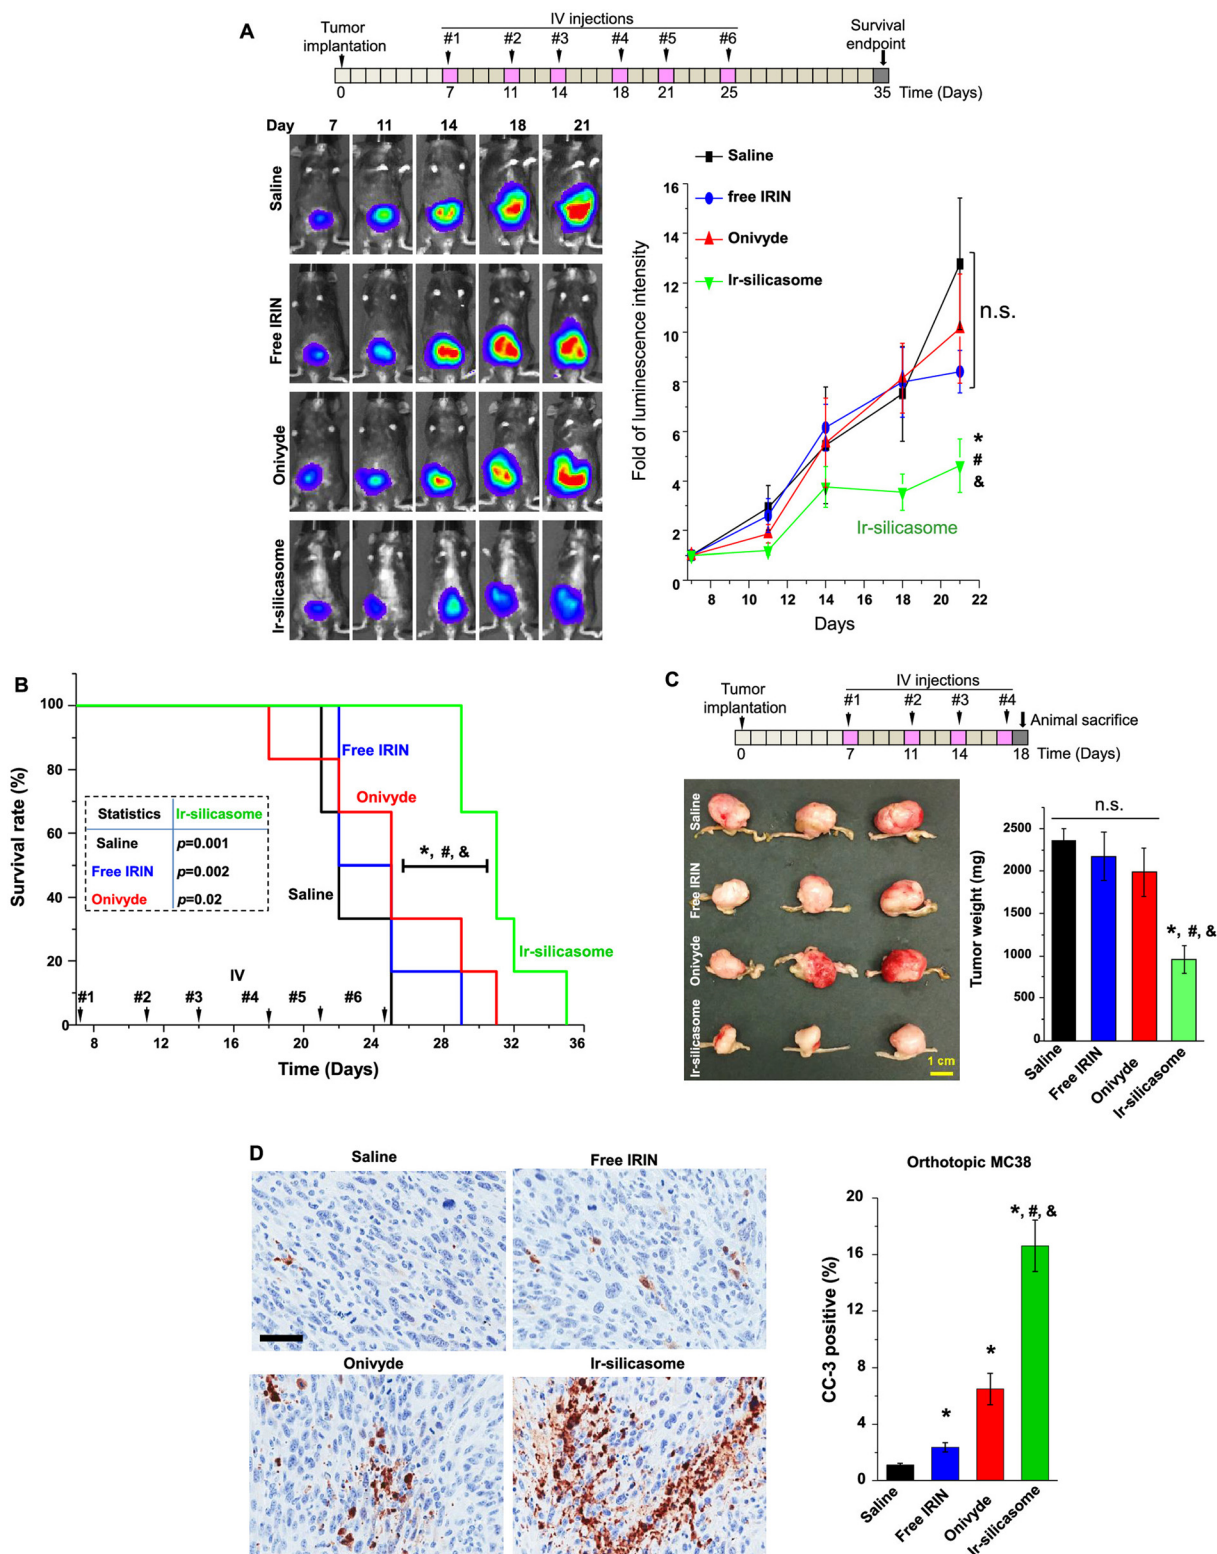 A
IV injections
Tumor
implantation
#1 #2 #3 #4 #5 #6
Survival
endpoint
0 7 11 14 18 21 25 35 Time (Days)
Day 7 11 14 18 21
Saline
Free IRIN
Onivyde
Ir-silicasome
Saline
free IRIN
Onivyde
Ir-silicasome
Fold of luminescence intensity
16
14
12
10
8
6
4
2
0
n.s.
*
#
&
Ir-silicasome
8 10 12 14 16 18 20 22
Days
B
Survival rate (%)
100
80
60
40
20
0
Free IRIN
Onivyde
Statistics Ir-silicasome
Saline p=0.001
Free IRIN p=0.002
Onivyde p=0.02
*, #, &
Saline
Ir-silicasome
IV
#1 #2 #3 #4 #5 #6
8 12 16 20 24 28 32 36
Time (Days)
C
IV injections
Tumor
implantation
#1 #2 #3 #4
Animal sacrifice
0 7 11 14 18 Time (Days)
Saline
Free IRIN
Onivyde
Ir-silicasome
1 cm
Tumor weight (mg)
n.s.
2500
2000
1500
1000
500
0
*, #, &
Saline
Free IRIN
Onivyde
Ir-silicasome
D
Saline
Free IRIN
Onivyde
Ir-silicasome
Orthotopic MC38
CC-3 positive (%)
20
16
12
8
4
0
*
*
*, #, &
Saline
Free IRIN
Onivyde
Ir-silicasome